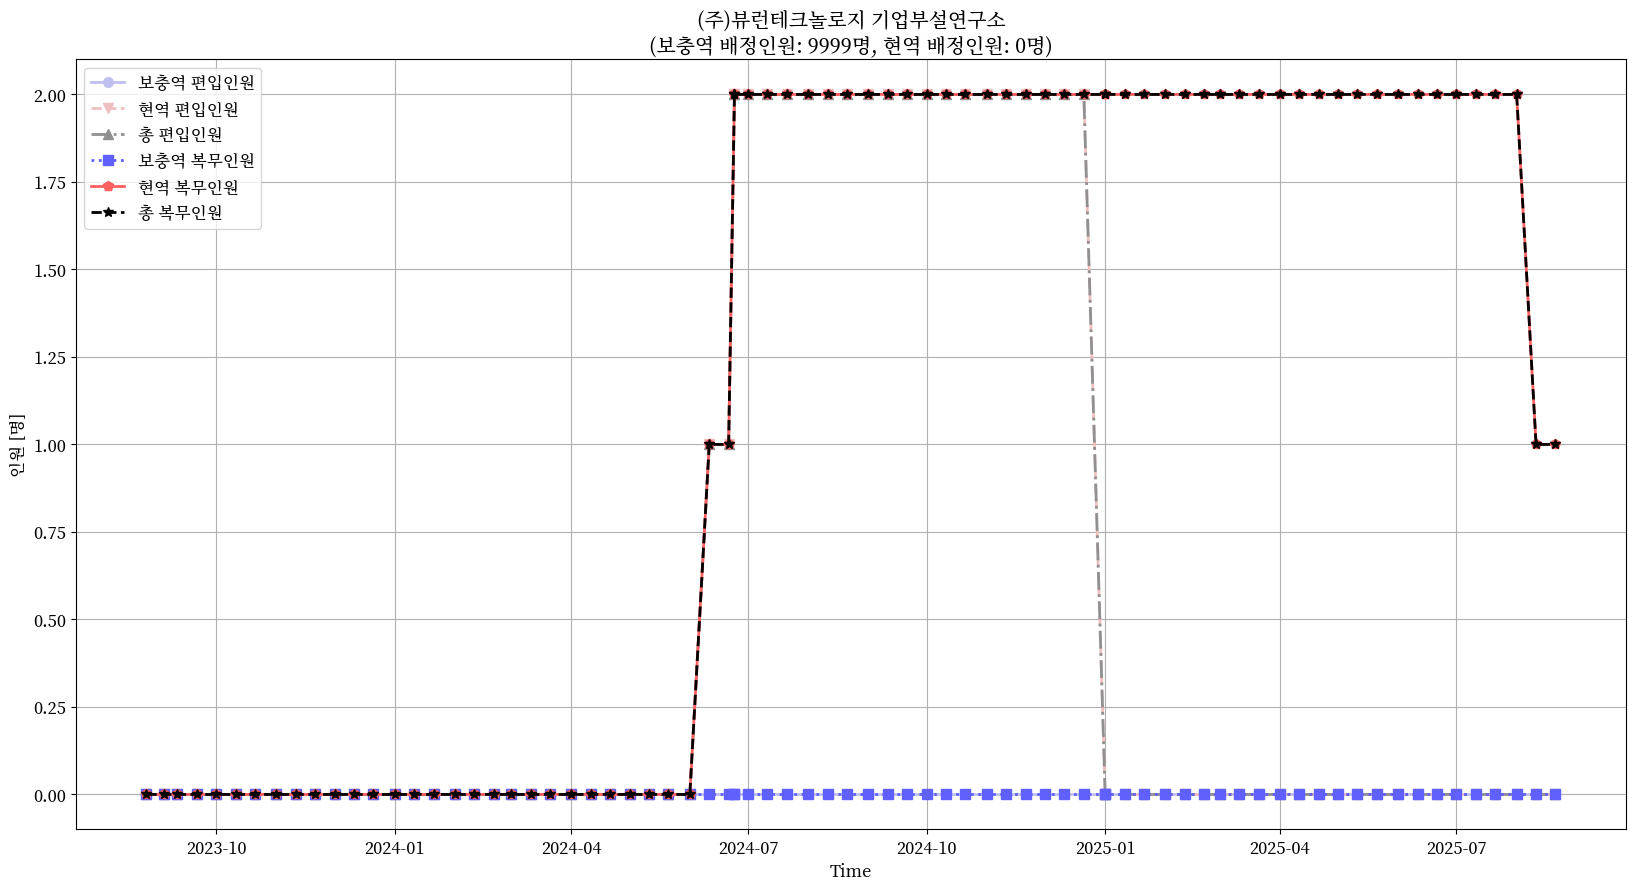 (주)뷰런테크놀로지 기업부설연구소
(보충역 배정인원: 9999명, 현역 배정인원: 0명)
보충역 편입인원
현역 편입인원
총 편입인원
보충역 복무인원
현역 복무인원
총 복무인원
2.00
1.75
1.50
1.25
1.00
0.75
0.50
0.25
0.00
인원 [명]
2023-10
2024-01
2024-04
2024-07
2024-10
2025-01
2025-04
2025-07
Time